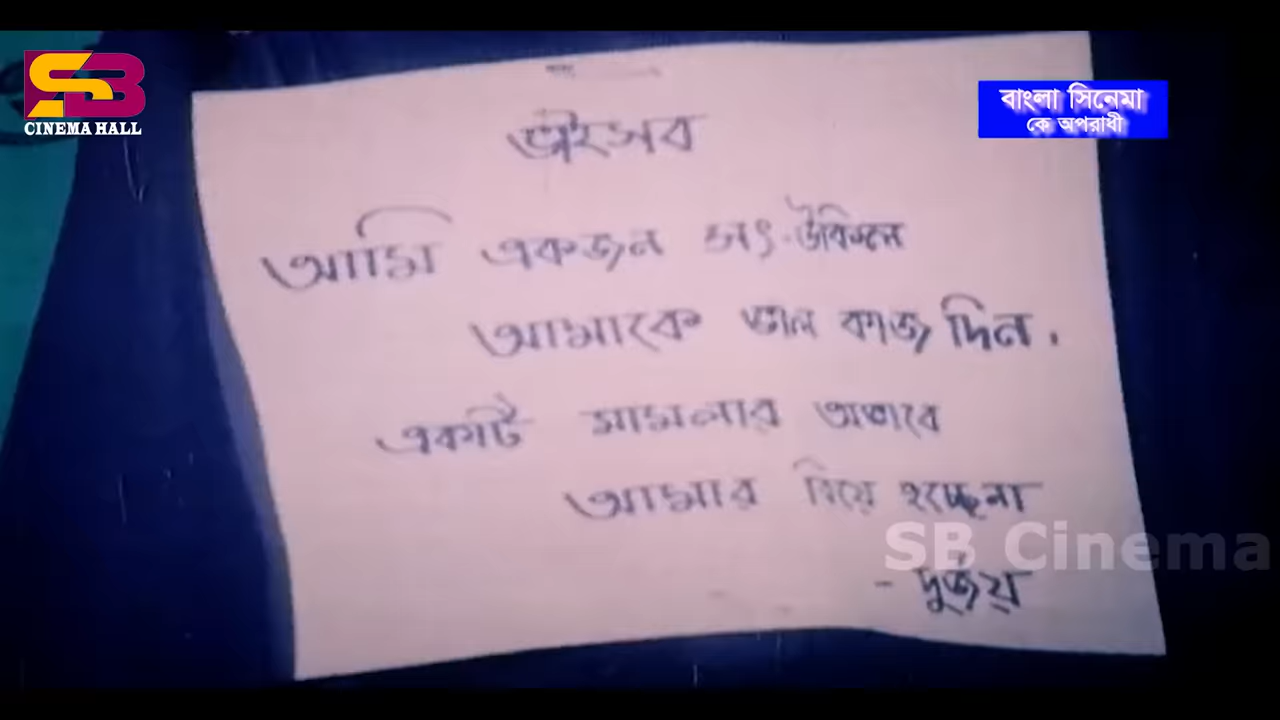 SB
CINEMA HALL
বাংলা সিনেমা
কে অপরাধী
ভাইসব
আমি একজন সৎ-উকিল
আমাকে ভাল কাজ দিন.
একটি মামলার অভাবে
আমার বিয়ে হচ্ছেনা
SB Cinema
- দুর্জয়